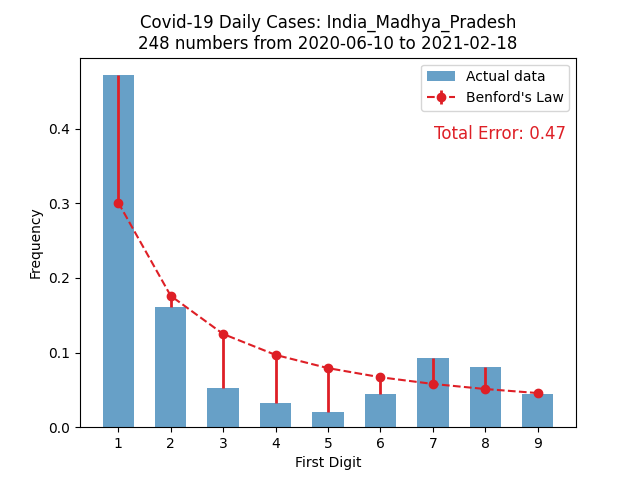 Covid-19 Daily Cases: India_Madhya_Pradesh
248 numbers from 2020-06-10 to 2021-02-18
Actual data
Benford's Law
Total Error: 0.47
Frequency
0.4
0.3
0.2
0.1
0.0
1 2 3 4 5 6 7 8 9
First Digit